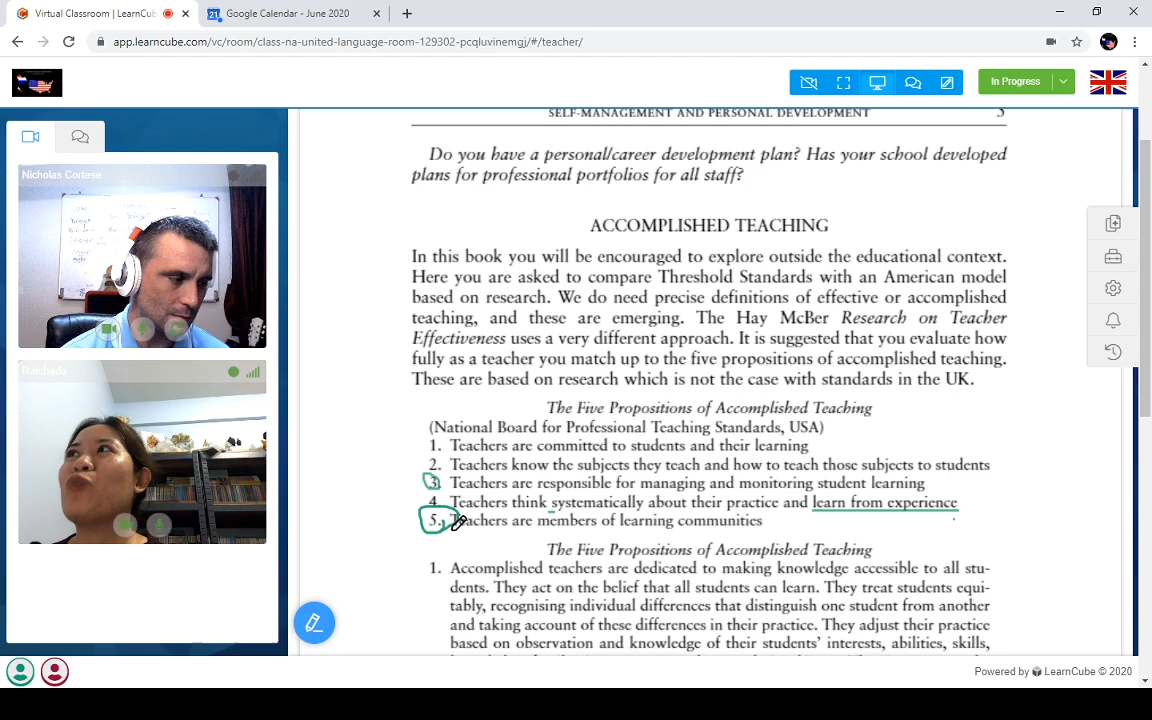 Virtual Classroom | LearnCub
Google Calendar - June 2020
app.learncube.com/vc/room/class-na-united-language-room-129302-pcqluvinemgj/#/teacher/
In Progress
Nicholas Cortese
Ratchada
SELF-MANAGEMENT AND PERSONAL DEVELOPMENT 5
Do you have a personal/career development plan? Has your school developed
plans for professional portfolios for all staff?
ACCOMPLISHED TEACHING
In this book you will be encouraged to explore outside the educational context.
Here you are asked to compare Threshold Standards with an American model
based on research. We do need precise definitions of effective or accomplished
teaching, and these are emerging. The Hay McBer Research on Teacher
Effectiveness uses a very different approach. It is suggested that you evaluate how
fully as a teacher you match up to the five propositions of accomplished teaching.
These are based on research which is not the case with standards in the UK.
The Five Propositions of Accomplished Teaching
(National Board for Professional Teaching Standards, USA)
1. Teachers are committed to students and their learning
2. Teachers know the subjects they teach and how to teach those subjects to students
3. Teachers are responsible for managing and monitoring student learning
4. Teachers think systematically about their practice and learn from experience
5. Teachers are members of learning communities
The Five Propositions of Accomplished Teaching
1. Accomplished teachers are dedicated to making knowledge accessible to all stu-
dents. They act on the belief that all students can learn. They treat students equi-
tably, recognising individual differences that distinguish one student from another
and taking account of these differences in their practice. They adjust their practice
based on observation and knowledge of their students' interests, abilities, skills,
Powered by LearnCube © 2020